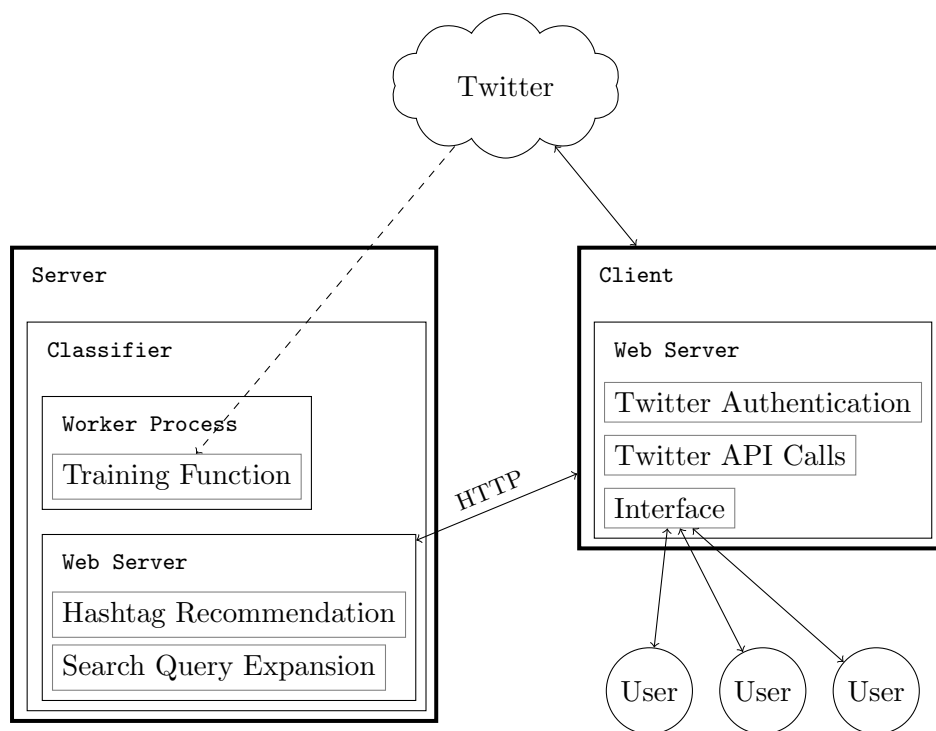 Twitter
Server
Classifier
Worker Process
Training Function
Web Server
Hashtag Recommendation
Search Query Expansion
HTTP
Client
Web Server
Twitter Authentication
Twitter API Calls
Interface
User
User
User